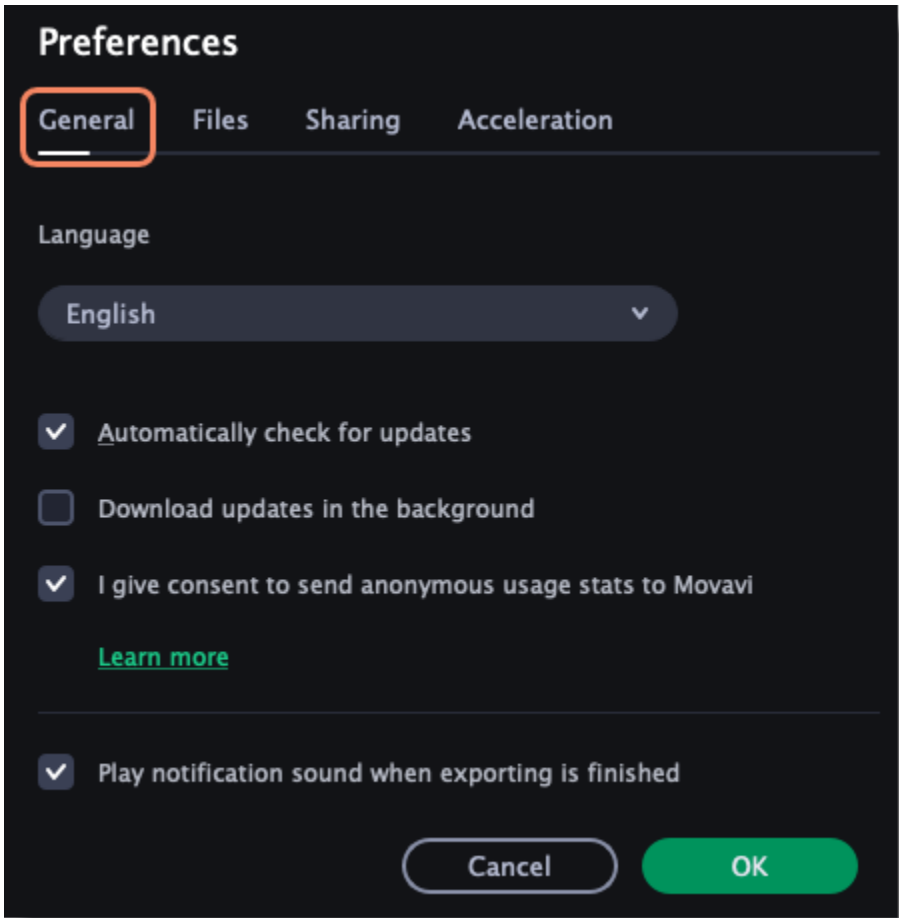 Preferences
General Files Sharing Acceleration
Language
English
Automatically check for updates
Download updates in the background
I give consent to send anonymous usage stats to Movavi
Learn more
Play notification sound when exporting is finished
Cancel OK